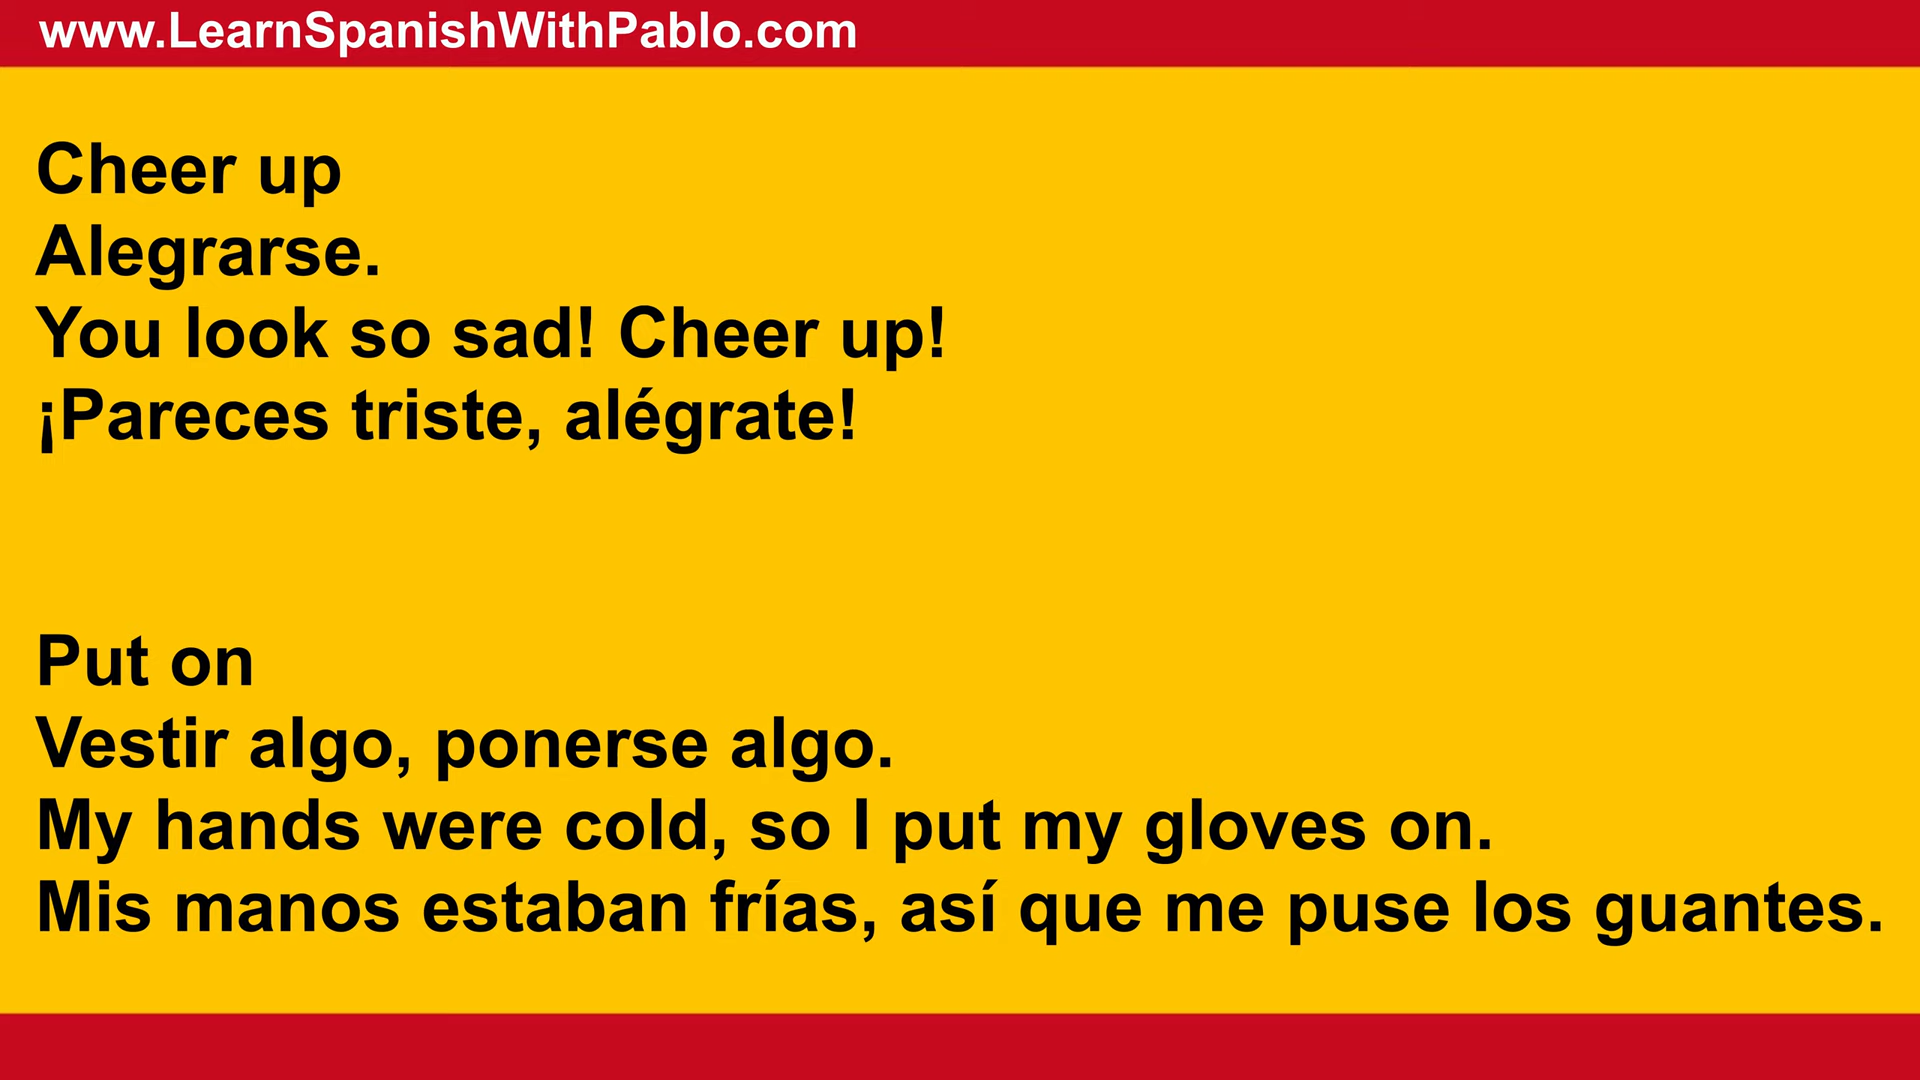 www.LearnSpanishWithPablo.com
Cheer up
Alegrarse.
You look so sad! Cheer up!
¡Pareces triste, alégrate!
Put on
Vestir algo, ponerse algo.
My hands were cold, so I put my gloves on.
Mis manos estaban frías, así que me puse los guantes.